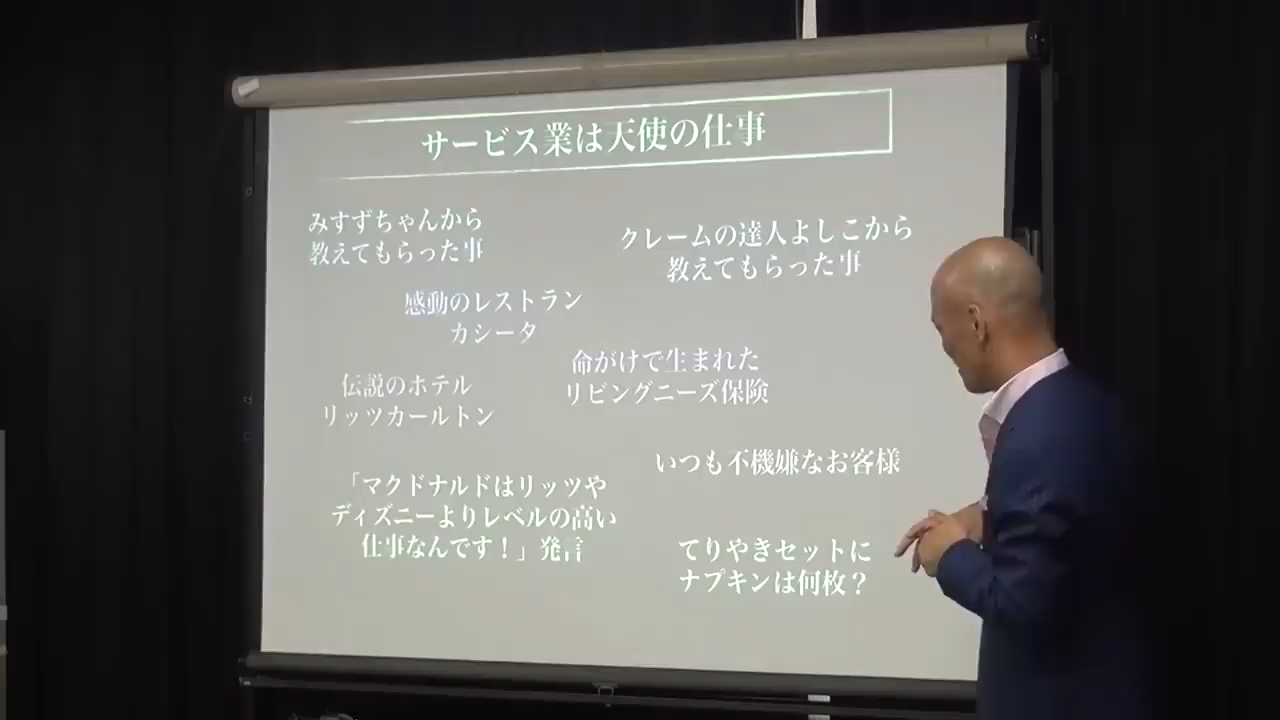 サービス業は天使の仕事
みすずちゃんから
教えてもらった事
クレームの達人よしこから
教えてもらった事
感動のレストラン
カシータ
命がけで生まれた
リビングニーズ保険
伝説のホテル
リッツカールトン
いつも不機嫌なお客様
「マクドナルドはリッツや
ディズニーよりレベルの高い
仕事なんです！」発言
てりやきセットに
ナプキンは何枚？